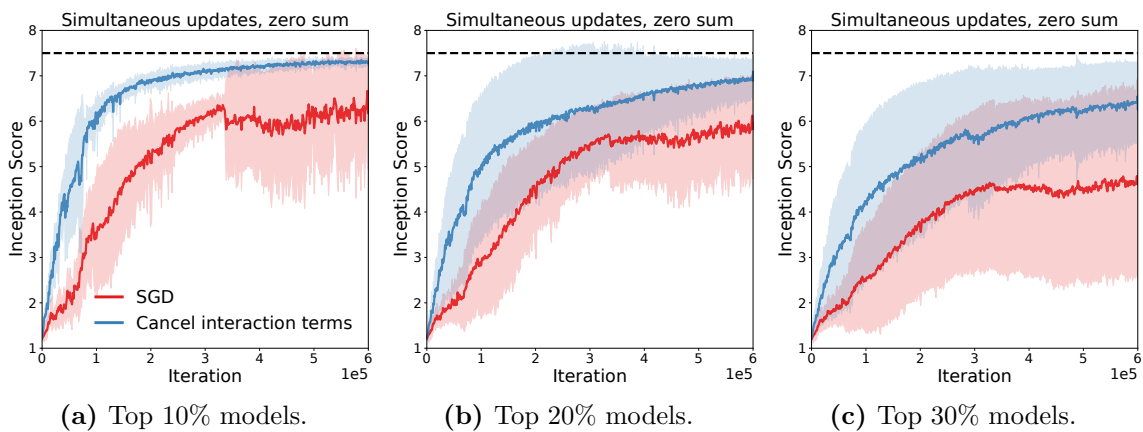 Simultaneous updates, zero sum
8
7
6
5
4
3
2
1
Inception Score
SGD
Cancel interaction terms
0 1 2 3 4 5 6
1e5
Iteration
(a) Top 10% models.
Simultaneous updates, zero sum
8
7
6
5
4
3
2
1
Inception Score
0 1 2 3 4 5 6
1e5
Iteration
(b) Top 20% models.
Simultaneous updates, zero sum
8
7
6
5
4
3
2
1
Inception Score
0 1 2 3 4 5 6
1e5
Iteration
(c) Top 30% models.